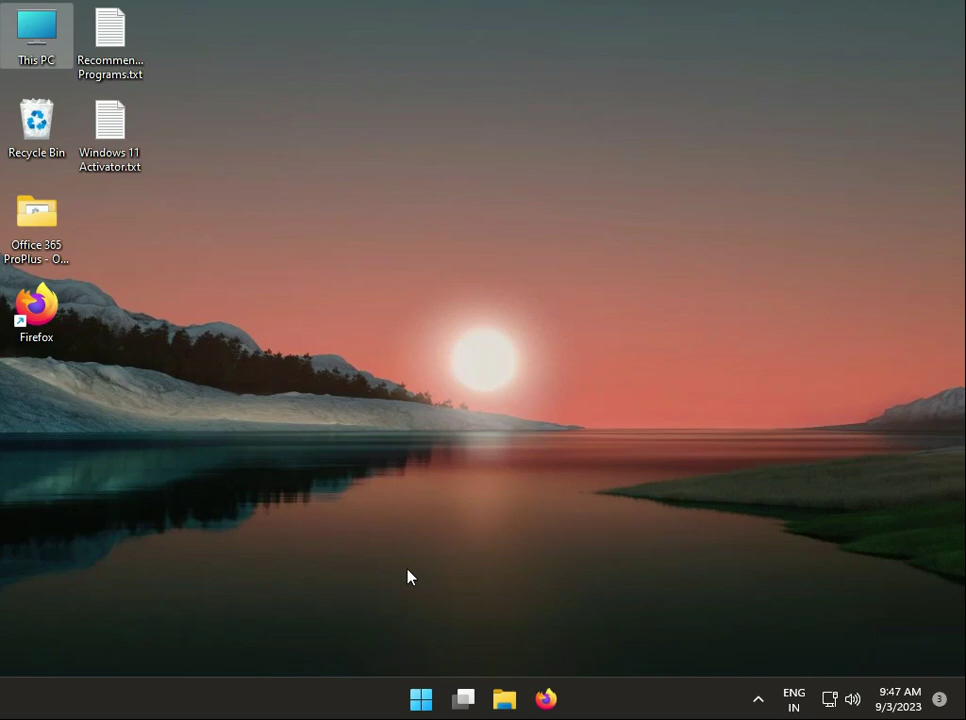 This PC
Recommen...
Programs.txt
Recycle Bin
Windows 11
Activator.txt
Office 365
ProPlus - O...
Firefox
ENG
IN
9:47 AM
9/3/2023
3